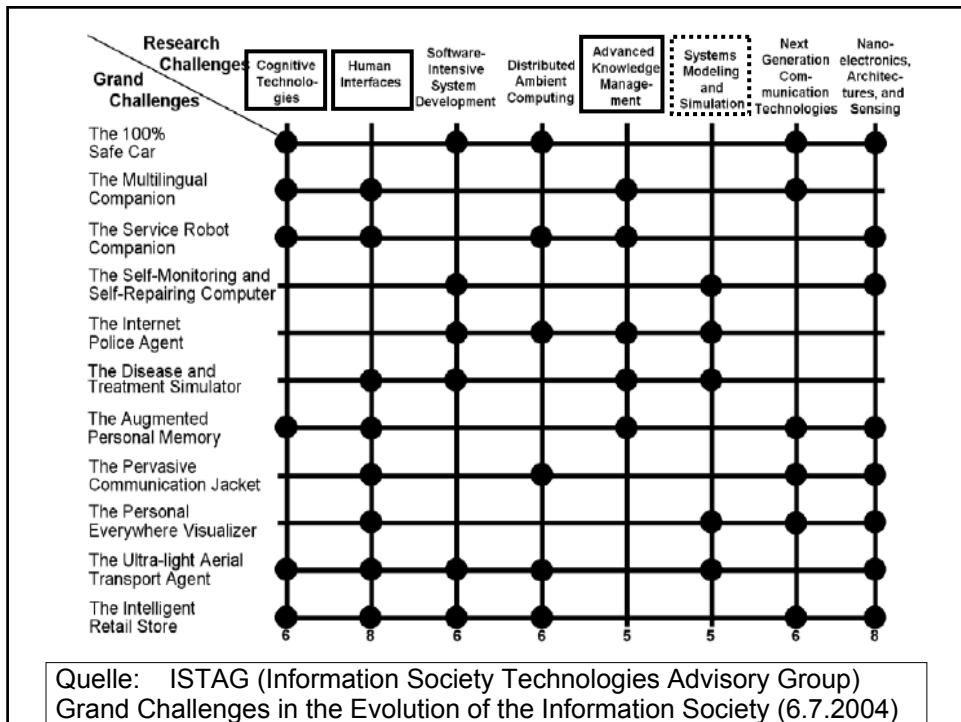 Research
Challenges
Grand
Challenges
Cognitive
Technolo-
gies
Human
Interfaces
Software-
Intensive
System
Development
Distributed
Ambient
Computing
Advanced
Knowledge
Manage-
ment
Systems
Modeling
and
Simulation
Next
Generation
Com-
munication
Technologies
Nano-
electronics,
Architec-
tures, and
Sensing
The 100%
Safe Car
The Multilingual
Companion
The Service Robot
Companion
The Self-Monitoring and
Self-Repairing Computer
The Internet
Police Agent
The Disease and
Treatment Simulator
The Augmented
Personal Memory
The Pervasive
Communication Jacket
The Personal
Everywhere Visualizer
The Ultra-light Aerial
Transport Agent
The Intelligent
Retail Store
6 8 6 6 5 5 6 8
Quelle: ISTAG (Information Society Technologies Advisory Group)
Grand Challenges in the Evolution of the Information Society (6.7.2004)